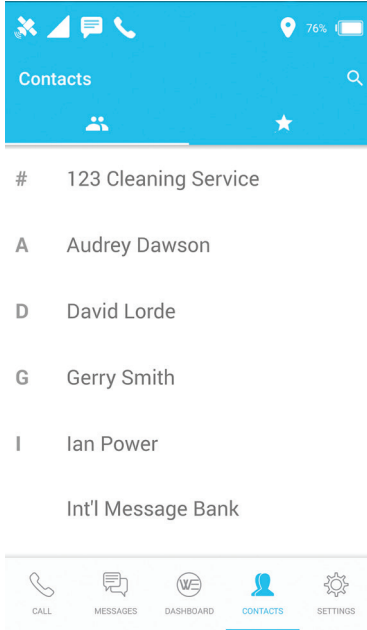 76%
Contacts
# 123 Cleaning Service
A Audrey Dawson
D David Lorde
G Gerry Smith
I Ian Power
Int'l Message Bank
WE
CALL MESSAGES DASHBOARD CONTACTS SETTINGS